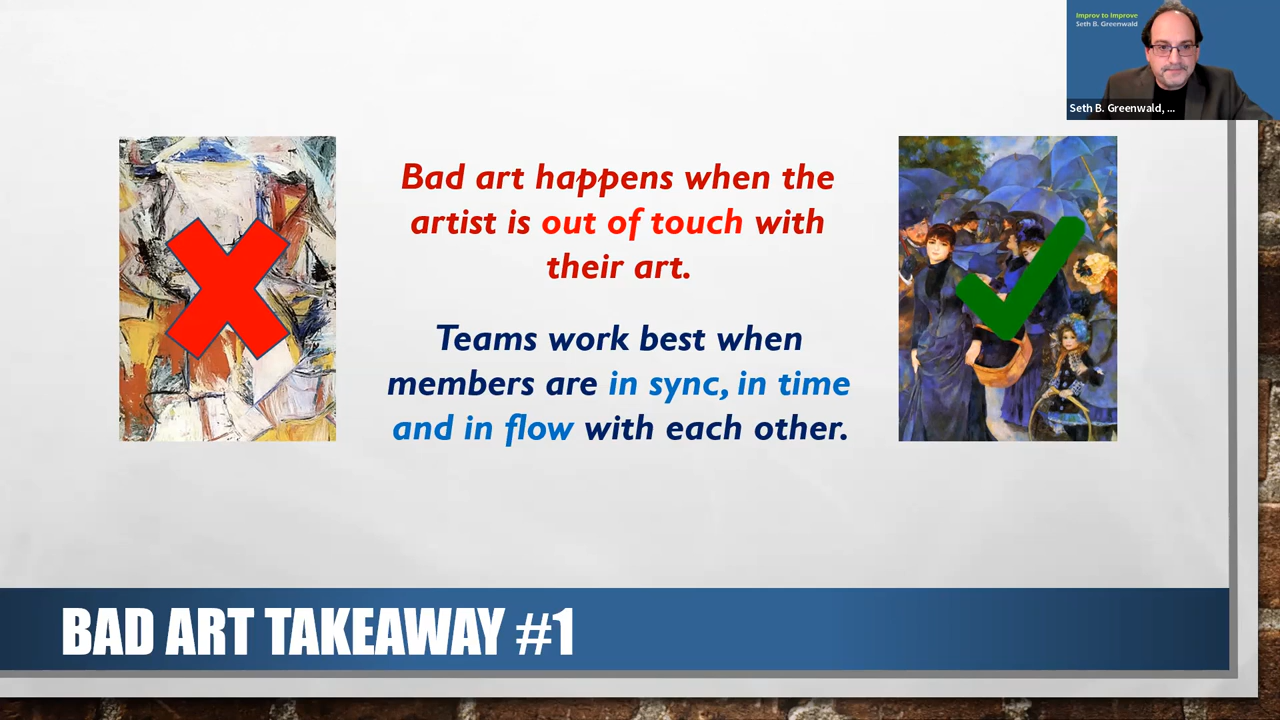 Improv to Improve
Seth B. Greenwald
Seth B. Greenwald, ...
Bad art happens when the
artist is out of touch with
their art.
Teams work best when
members are in sync, in time
and in flow with each other.
BAD ART TAKEAWAY #1